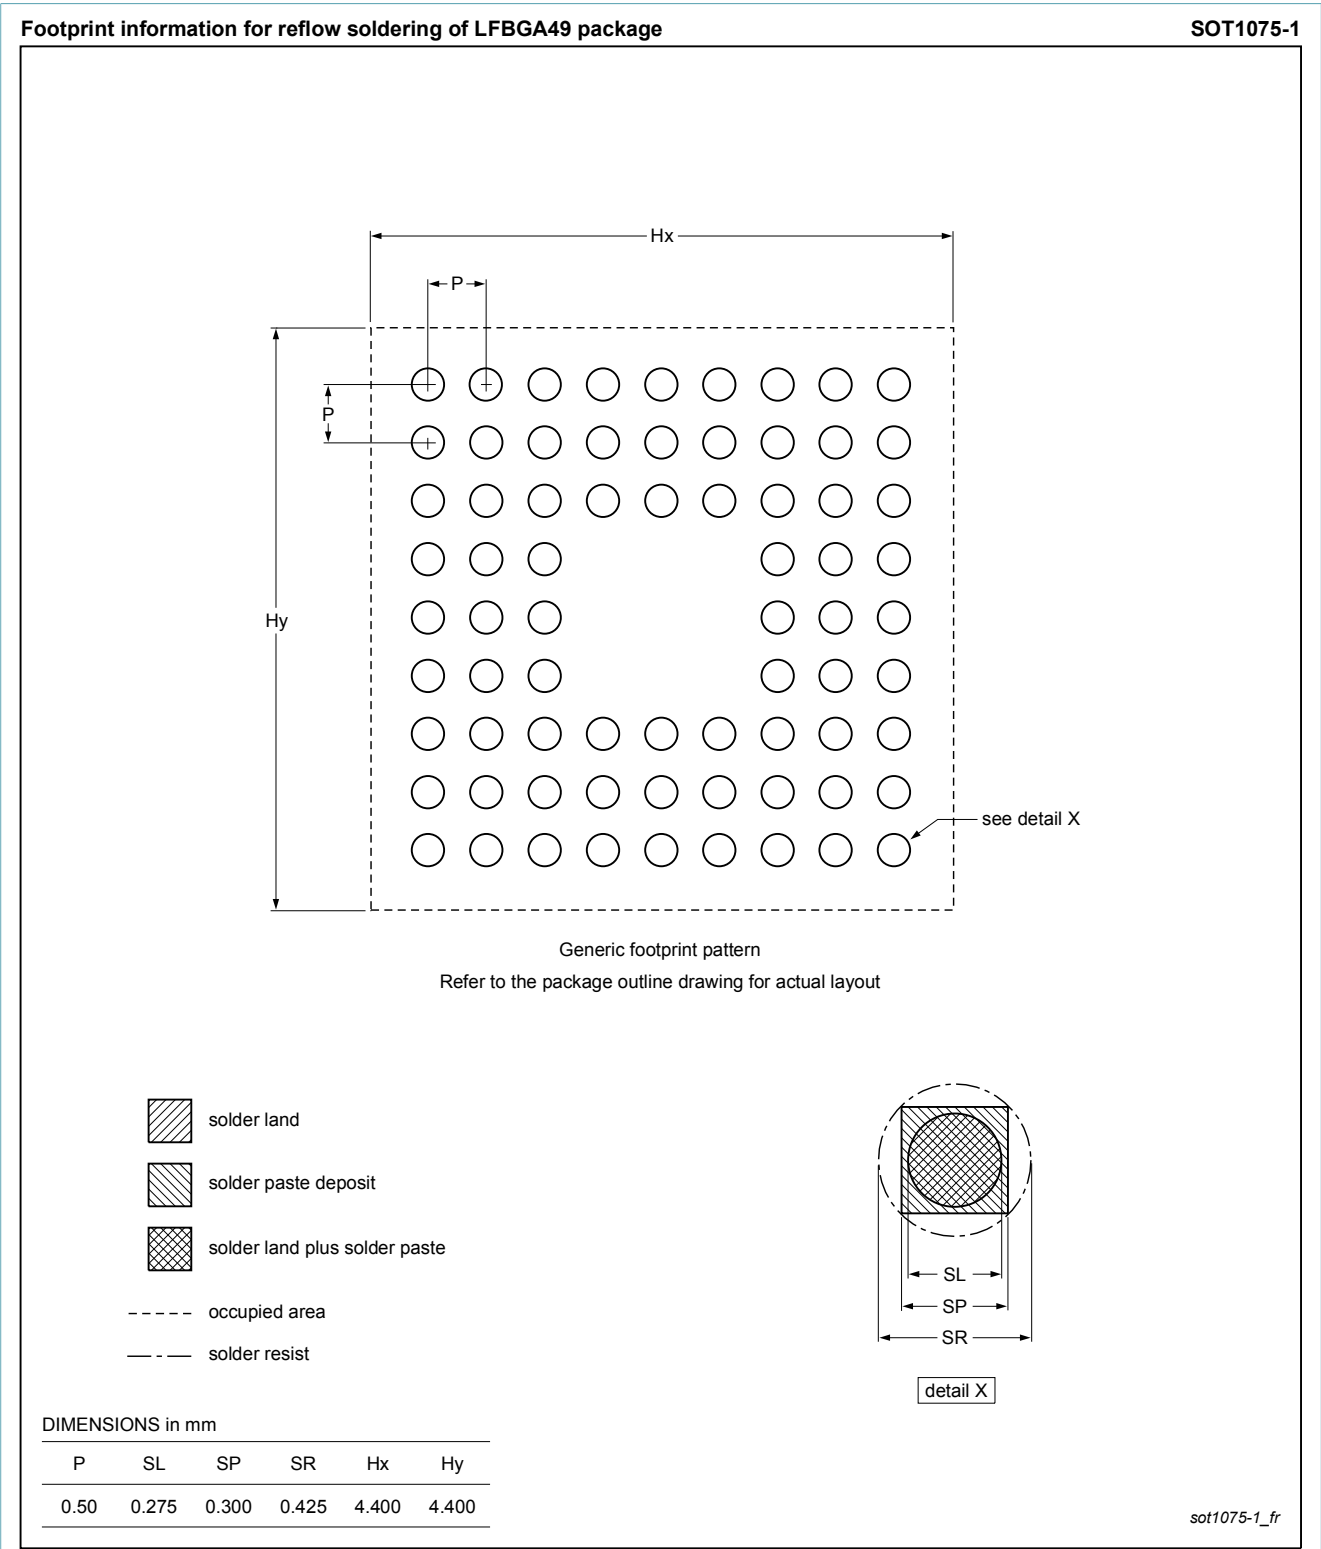 Footprint information for reflow soldering of LFBGA49 package SOT1075-1
Hx
P
P
Hy
see detail X
Generic footprint pattern
Refer to the package outline drawing for actual layout
solder land
solder paste deposit
solder land plus solder paste
occupied area
solder resist
SL
SP
SR
detail X
DIMENSIONS in mm
P SL SP SR Hx Hy
0.50 0.275 0.300 0.425 4.400 4.400
sot1075-1_fr